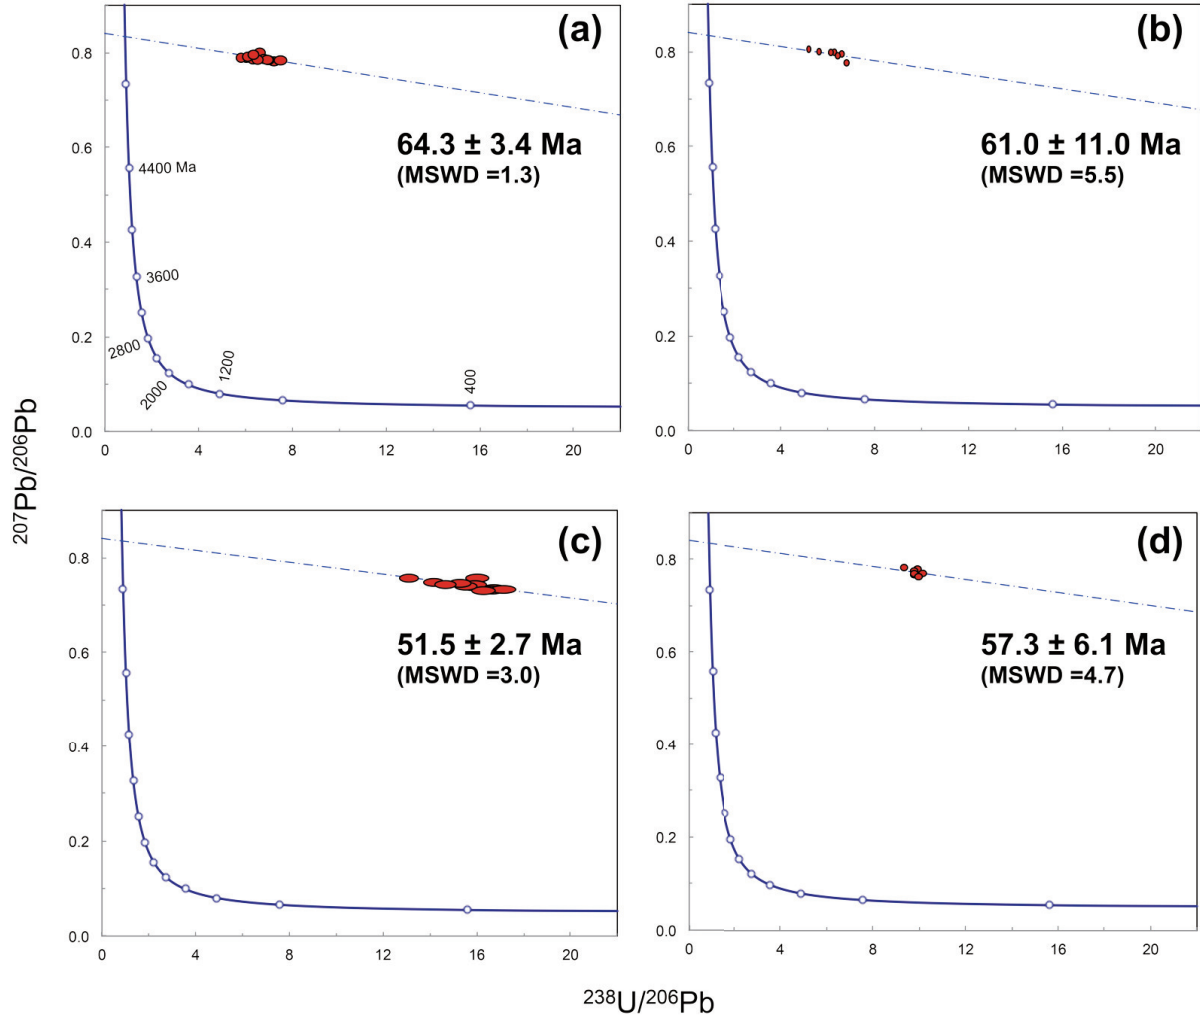 (a)
0.8
0.6
0.4
0.2
0.0
64.3 ± 3.4 Ma
(MSWD =1.3)
4400 Ma
3600
2800
2000
1200
400
0 4 8 12 16 20
(b)
0.8
0.6
0.4
0.2
0.0
61.0 ± 11.0 Ma
(MSWD =5.5)
0 4 8 12 16 20
²⁰⁷Pb/²⁰⁶Pb
(c)
0.8
0.6
0.4
0.2
0.0
51.5 ± 2.7 Ma
(MSWD =3.0)
0 4 8 12 16 20
(d)
0.8
0.6
0.4
0.2
0.0
57.3 ± 6.1 Ma
(MSWD =4.7)
0 4 8 12 16 20
²³⁸U/²⁰⁶Pb